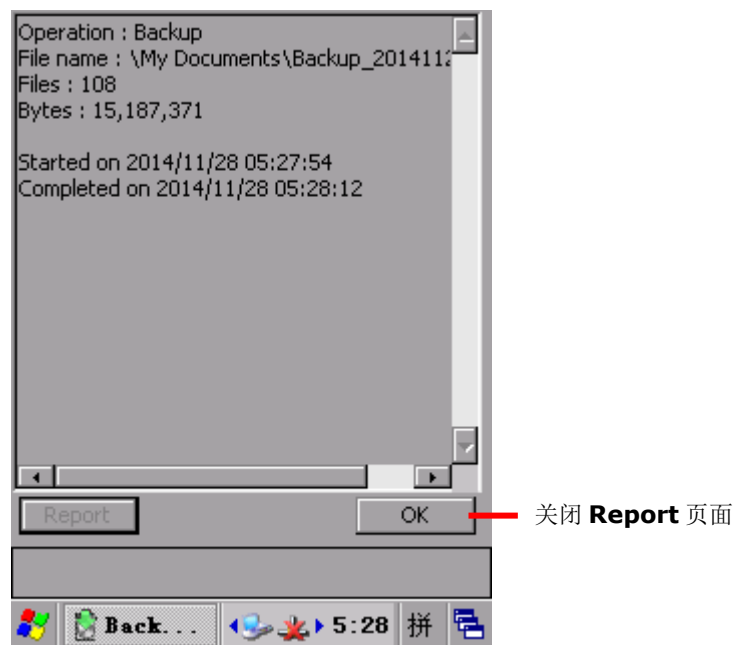 Operation : Backup
File name : \My Documents\Backup_2014112
Files : 108
Bytes : 15,187,371
Started on 2014/11/28 05:27:54
Completed on 2014/11/28 05:28:12
Report
OK
关闭 Report 页面
Back...
5:28
拼